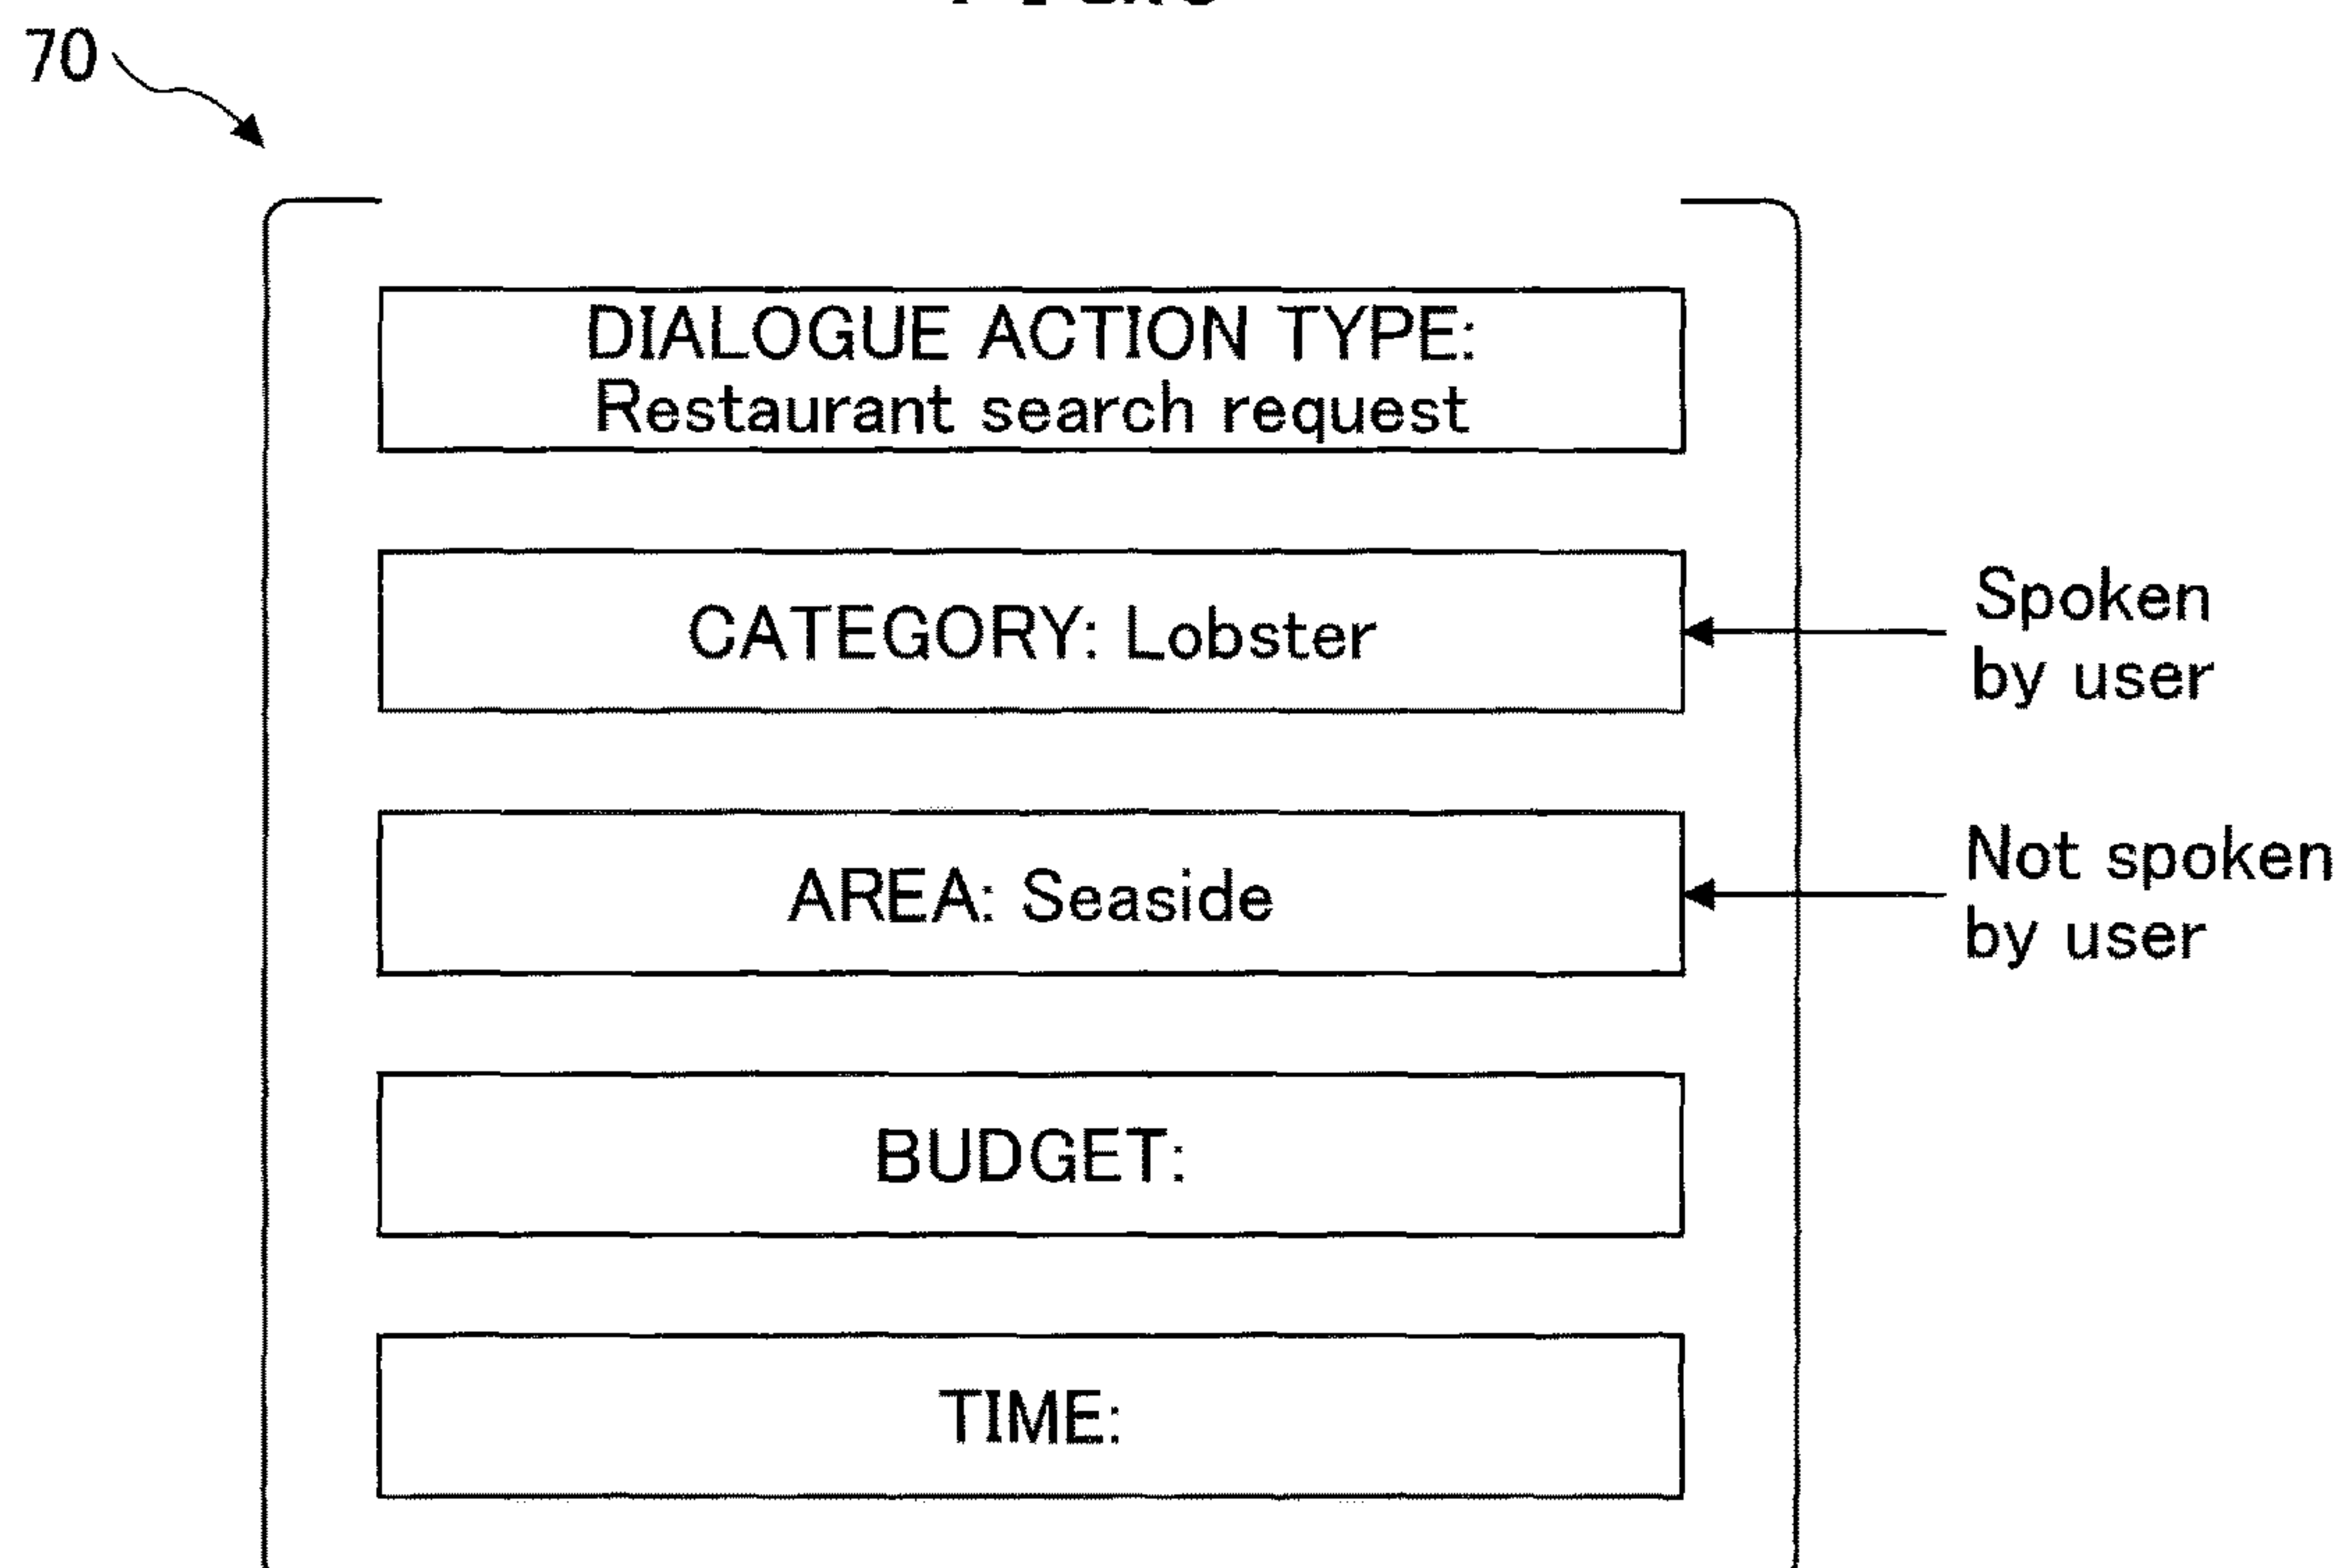 70
DIALOGUE ACTION TYPE:
Restaurant search request
CATEGORY: Lobster
Spoken
by user
AREA: Seaside
Not spoken
by user
BUDGET:
TIME: